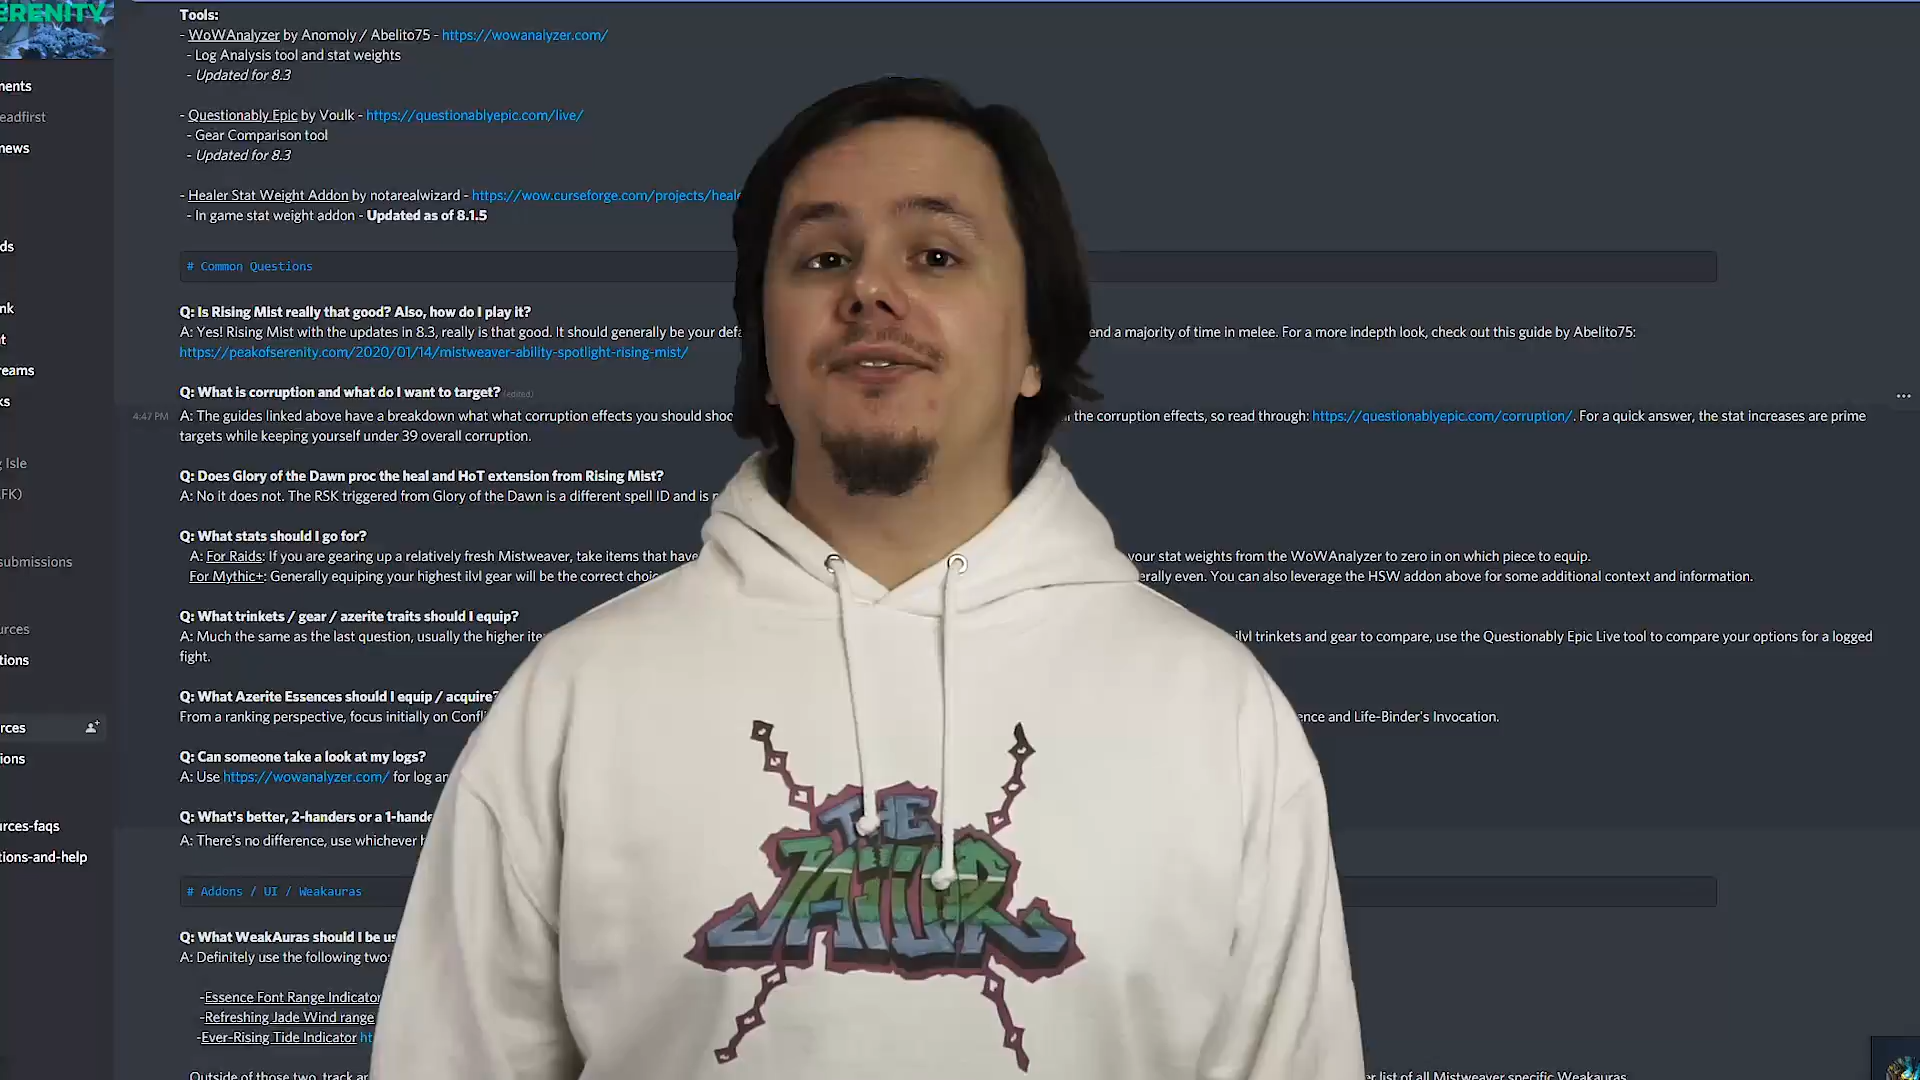 ERENITY
ments
eadfirst
news
ds
nk
t
reams
ks
g Isle
FK)
submissions
urces
tions
rces
ions
urces-faqs
tions-and-help
Tools:
- WoWAnalyzer by Anomoly / Abelito75 - https://wowanalyzer.com/
- Log Analysis tool and stat weights
- Updated for 8.3
- Questionably Epic by Voulk - https://questionablyepic.com/live/
- Gear Comparison tool
- Updated for 8.3
- Healer Stat Weight Addon by notarealwizard - https://wow.curseforge.com/projects/heale
- In game stat weight addon - Updated as of 8.1.5
# Common Questions
Q: Is Rising Mist really that good? Also, how do I play it?
A: Yes! Rising Mist with the updates in 8.3, really is that good. It should generally be your defa end a majority of time in melee. For a more indepth look, check out this guide by Abelito75:
https://peakofserenity.com/2020/01/14/mistweaver-ability-spotlight-rising-mist/
Q: What is corruption and what do I want to target? (edited)
4:47 PM A: The guides linked above have a breakdown what what corruption effects you should shoo l the corruption effects, so read through: https://questionablyepic.com/corruption/. For a quick answer, the stat increases are prime
targets while keeping yourself under 39 overall corruption.
Q: Does Glory of the Dawn proc the heal and HoT extension from Rising Mist?
A: No it does not. The RSK triggered from Glory of the Dawn is a different spell ID and is
Q: What stats should I go for?
A: For Raids: If you are gearing up a relatively fresh Mistweaver, take items that have your stat weights from the WoWAnalyzer to zero in on which piece to equip.
For Mythic+: Generally equiping your highest ilvl gear will be the correct choic erally even. You can also leverage the HSW addon above for some additional context and information.
Q: What trinkets / gear / azerite traits should I equip?
A: Much the same as the last question, usually the higher ite ilvl trinkets and gear to compare, use the Questionably Epic Live tool to compare your options for a logged
fight.
Q: What Azerite Essences should I equip / acquire?
From a ranking perspective, focus initially on Confl ence and Life-Binder's Invocation.
Q: Can someone take a look at my logs?
A: Use https://wowanalyzer.com/ for log an
Q: What's better, 2-handers or a 1-hande
A: There's no difference, use whichever h
# Addons / UI / Weakauras
Q: What WeakAuras should I be us
A: Definitely use the following two:
-Essence Font Range Indicator
-Refreshing Jade Wind range
-Ever-Rising Tide Indicator ht
Outside of those two, track ar er list of all Mistweaver specific Weakauras
THE
JAILOR